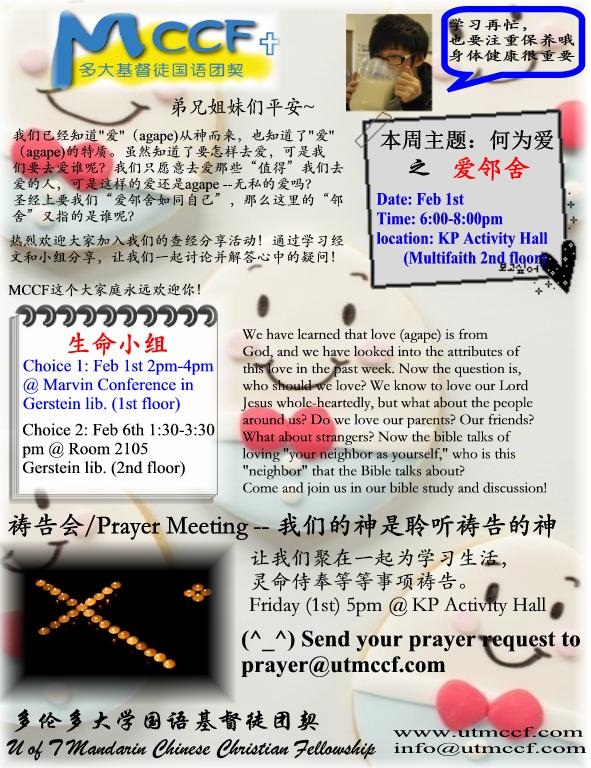 MCCF+
多大基督徒国语团契
学习再忙，
也要注重保养哦
身体健康很重要
弟兄姐妹们平安~
我们已经知道"爱"（agape)从神而来，也知道了"爱"
（agape)的特质。虽然知道了要怎样去爱，可是我
们要去爱谁呢？我们只愿意去爱那些“值得”我们去
爱的人，可是这样的爱还是agape --无私的爱吗？
圣经上要我们“爱邻舍如同自己”，那么这里的“邻
舍”又指的是谁呢？
热烈欢迎大家加入我们的查经分享活动！通过学习经
文和小组分享，让我们一起讨论并解答心中的疑问！
MCCF这个大家庭永远欢迎你！
本周主题：何为爱
之 爱邻舍
Date: Feb 1st
Time: 6:00-8:00pm
location: KP Activity Hall
(Multifaith 2nd floor)
보고싶어
生命小组
Choice 1: Feb 1st 2pm-4pm
@ Marvin Conference in
Gerstein lib. (1st floor)
Choice 2: Feb 6th 1:30-3:30
pm @ Room 2105
Gerstein lib. (2nd floor)
We have learned that love (agape) is from
God, and we have looked into the attributes of
this love in the past week. Now the question is,
who should we love? We know to love our Lord
Jesus whole-heartedly, but what about the people
around us? Do we love our parents? Our friends?
What about strangers? Now the bible talks of
loving "your neighbor as yourself," who is this
"neighbor" that the Bible talks about?
Come and join us in our bible study and discussion!
祷告会/Prayer Meeting -- 我们的神是聆听祷告的神
让我们聚在一起为学习生活，
灵命侍奉等等事项祷告。
Friday (1st) 5pm @ KP Activity Hall
(^_^) Send your prayer request to
prayer@utmccf.com
多伦多大学国语基督徒团契
U of T Mandarin Chinese Christian Fellowship
www.utmccf.com
info@utmccf.com